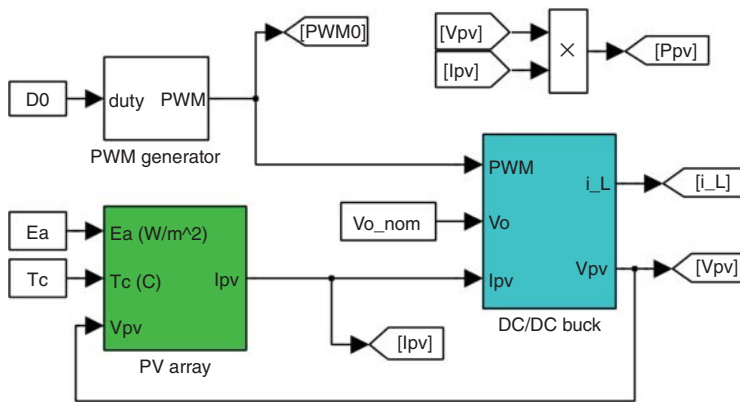 [PWM0]
[Vpv]
[Ipv]
×
[Ppv]
D0
duty
PWM
PWM generator
PWM
Vo_nom
Vo
Ipv
i_L
Vpv
[i_L]
[Vpv]
DC/DC buck
Ea
Tc
Ea (W/m^2)
Tc (C)
Vpv
Ipv
[Ipv]
PV array